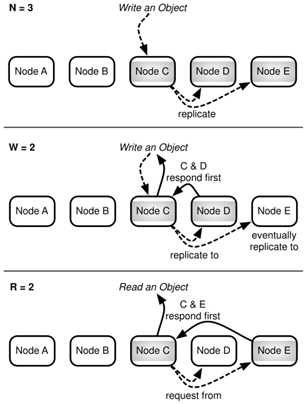 N = 3
Write an Object
Node A Node B Node C Node D Node E
replicate
W = 2
Write an Object
C & D
respond first
Node A Node B Node C Node D Node E
replicate to
eventually
replicate to
R = 2
Read an Object
C & E
respond first
Node A Node B Node C Node D Node E
request from